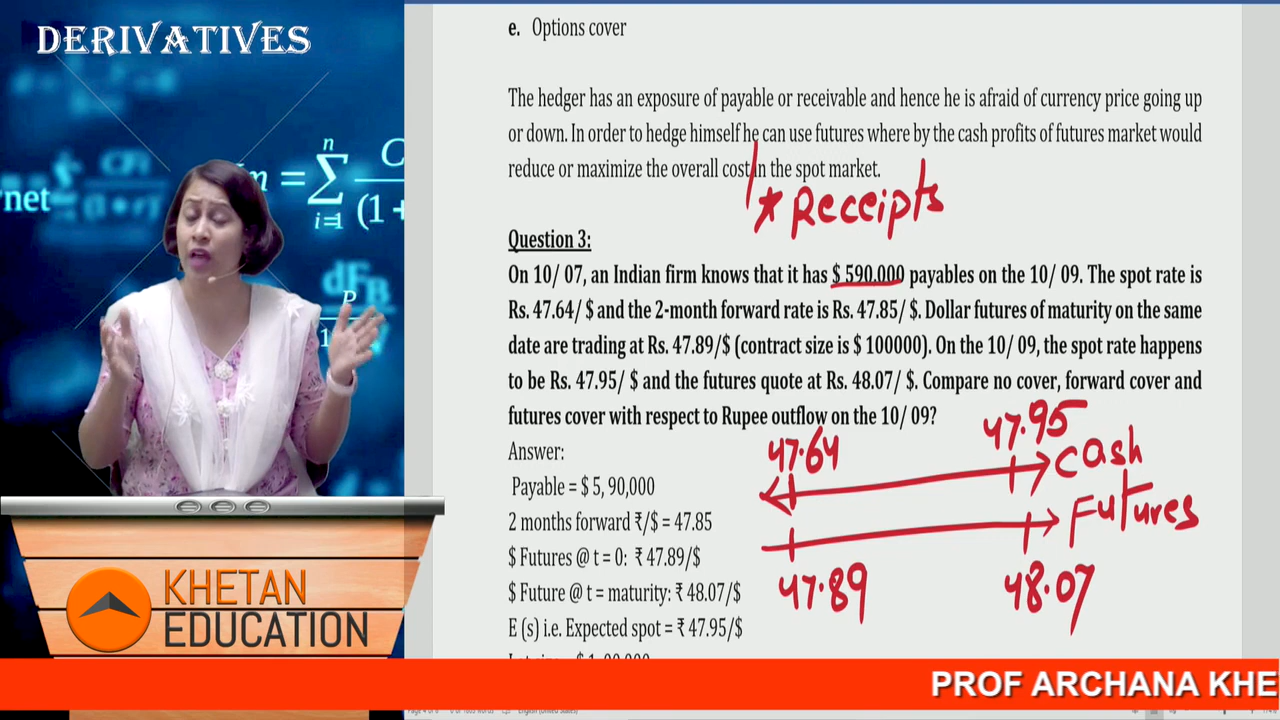 DERIVATIVES
e. Options cover
The hedger has an exposure of payable or receivable and hence he is afraid of currency price going up
or down. In order to hedge himself he can use futures where by the cash profits of futures market would
reduce or maximize the overall cost in the spot market.
* Receipts
Question 3:
On 10/ 07, an Indian firm knows that it has $ 590,000 payables on the 10/ 09. The spot rate is
Rs. 47.64/ $ and the 2-month forward rate is Rs. 47.85/ $. Dollar futures of maturity on the same
date are trading at Rs. 47.89/$ (contract size is $ 100000). On the 10/ 09, the spot rate happens
to be Rs. 47.95/ $ and the futures quote at Rs. 48.07/ $. Compare no cover, forward cover and
futures cover with respect to Rupee outflow on the 10/ 09?
Answer:
Payable = $ 5, 90,000
2 months forward ₹/$ = 47.85
$ Futures @ t = 0: ₹ 47.89/$
$ Future @ t = maturity: ₹ 48.07/$
E (s) i.e. Expected spot = ₹ 47.95/$
47.64 47.95
Cash
Futures
47.89 48.07
net
m = n Σ i=1 C (1+
dF P
KHETAN
EDUCATION
PROF ARCHANA KHE